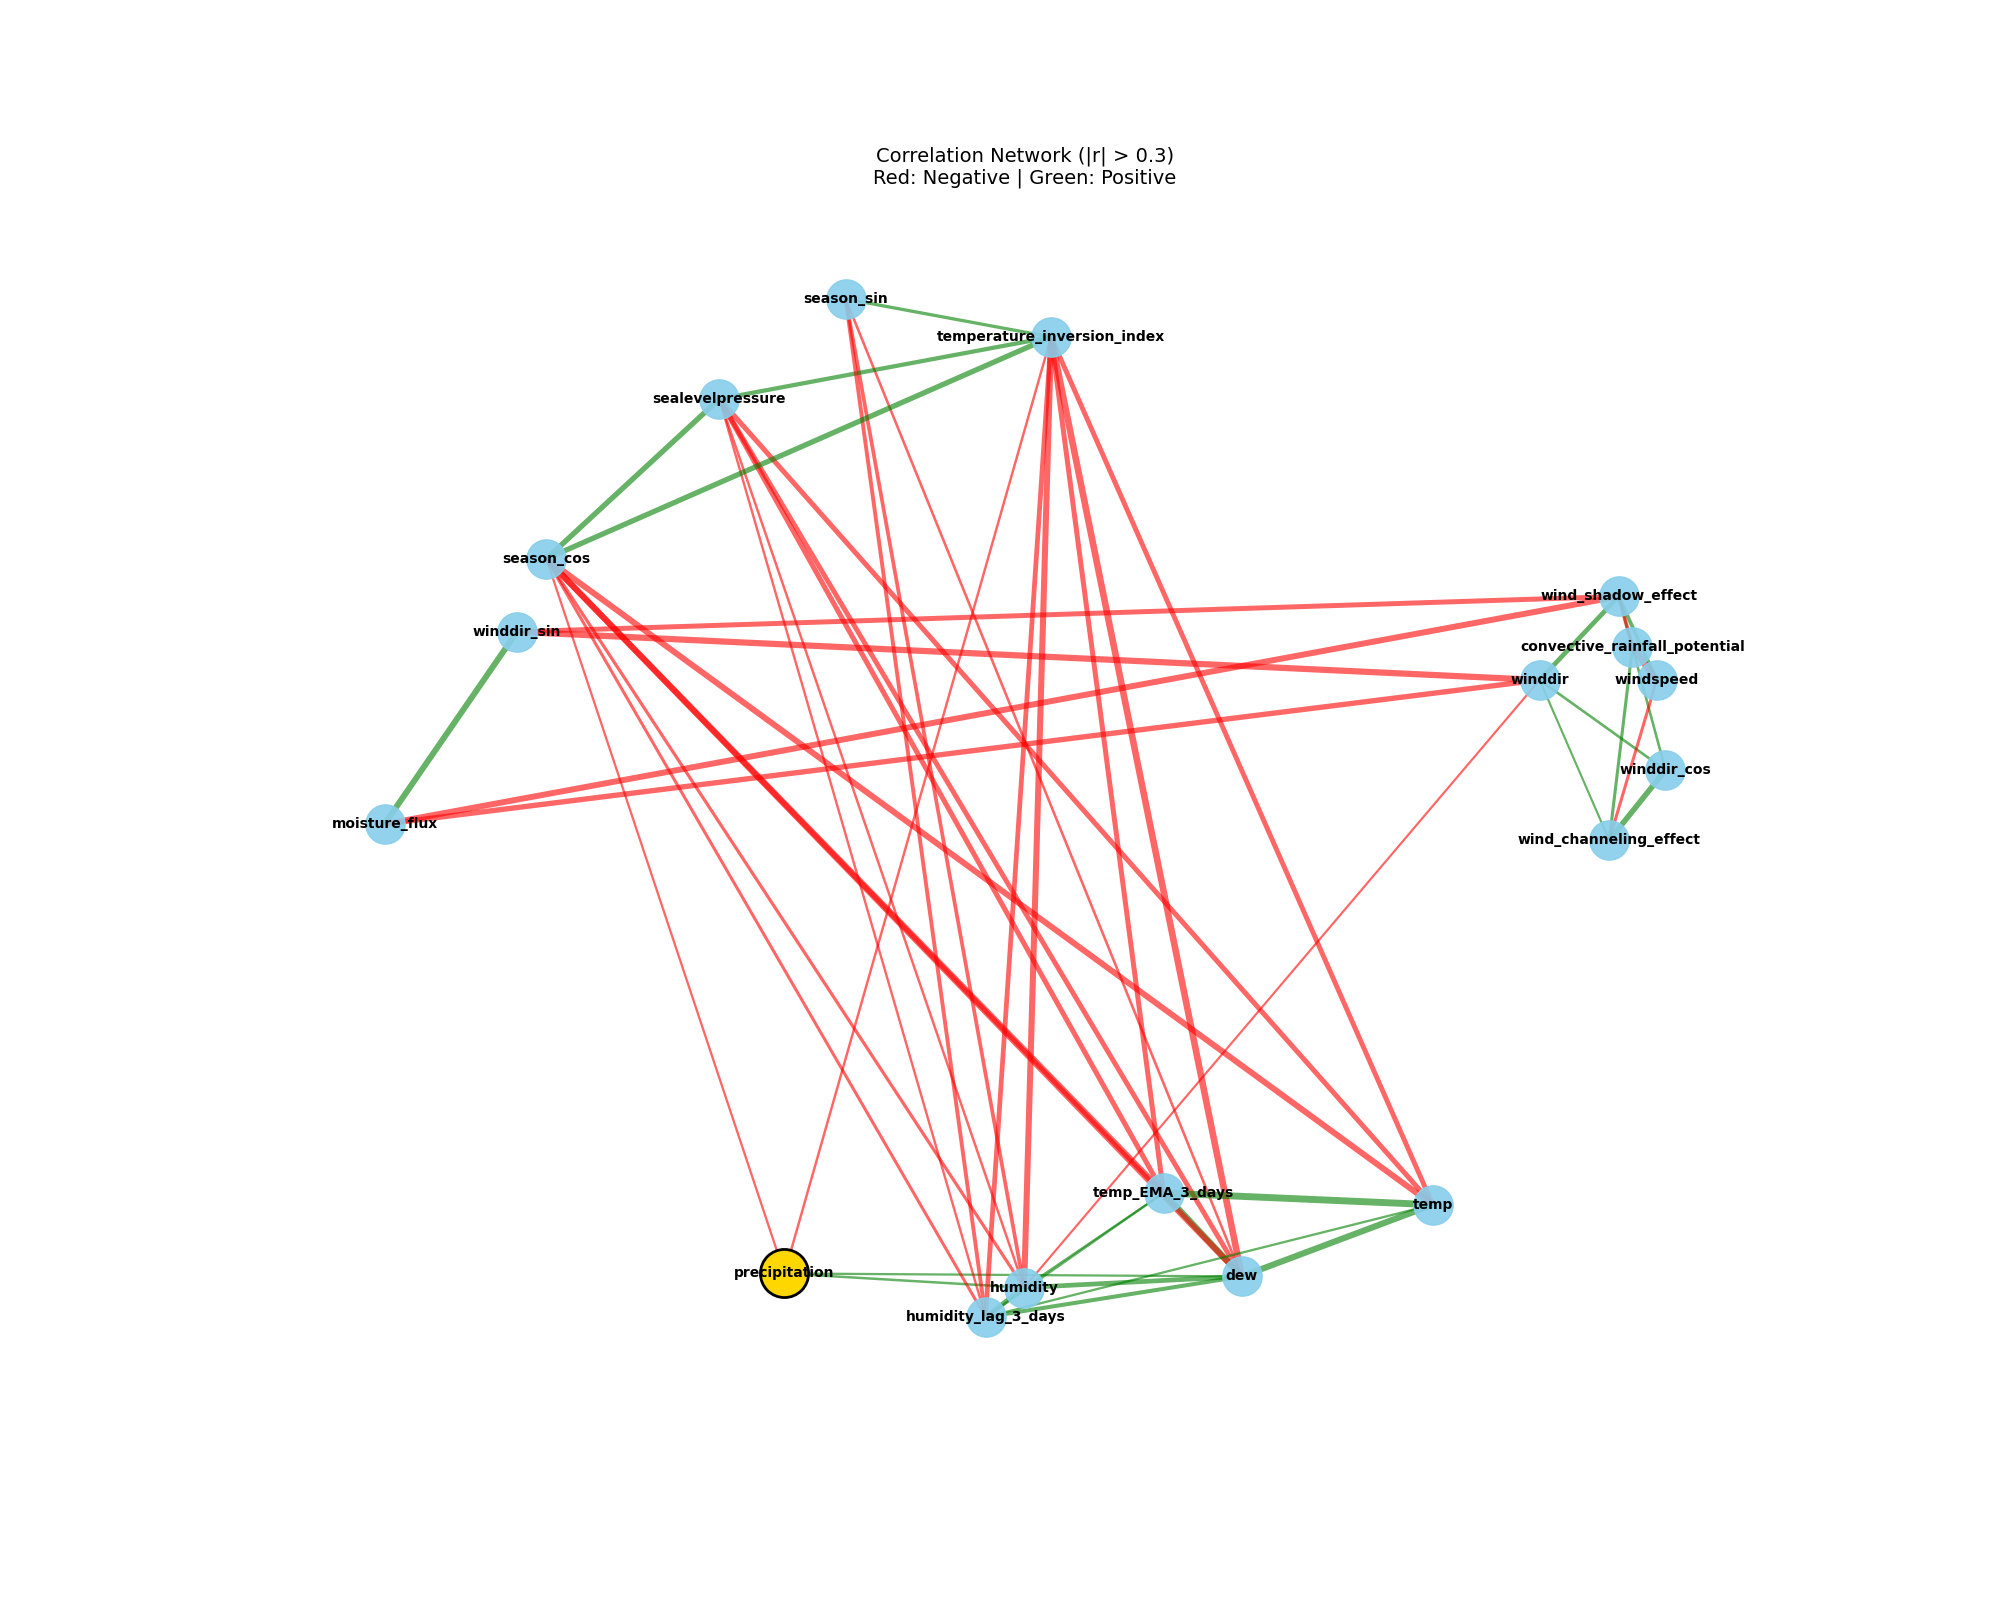 Correlation Network (|r| > 0.3)
Red: Negative | Green: Positive
season_sin
temperature_inversion_index
sealevelpressure
season_cos
wind_shadow_effect
winddir_sin
convective_rainfall_potential
winddir
windspeed
winddir_cos
moisture_flux
wind_channeling_effect
temp_EMA_3_days
temp
precipitation
dew
humidity
humidity_lag_3_days